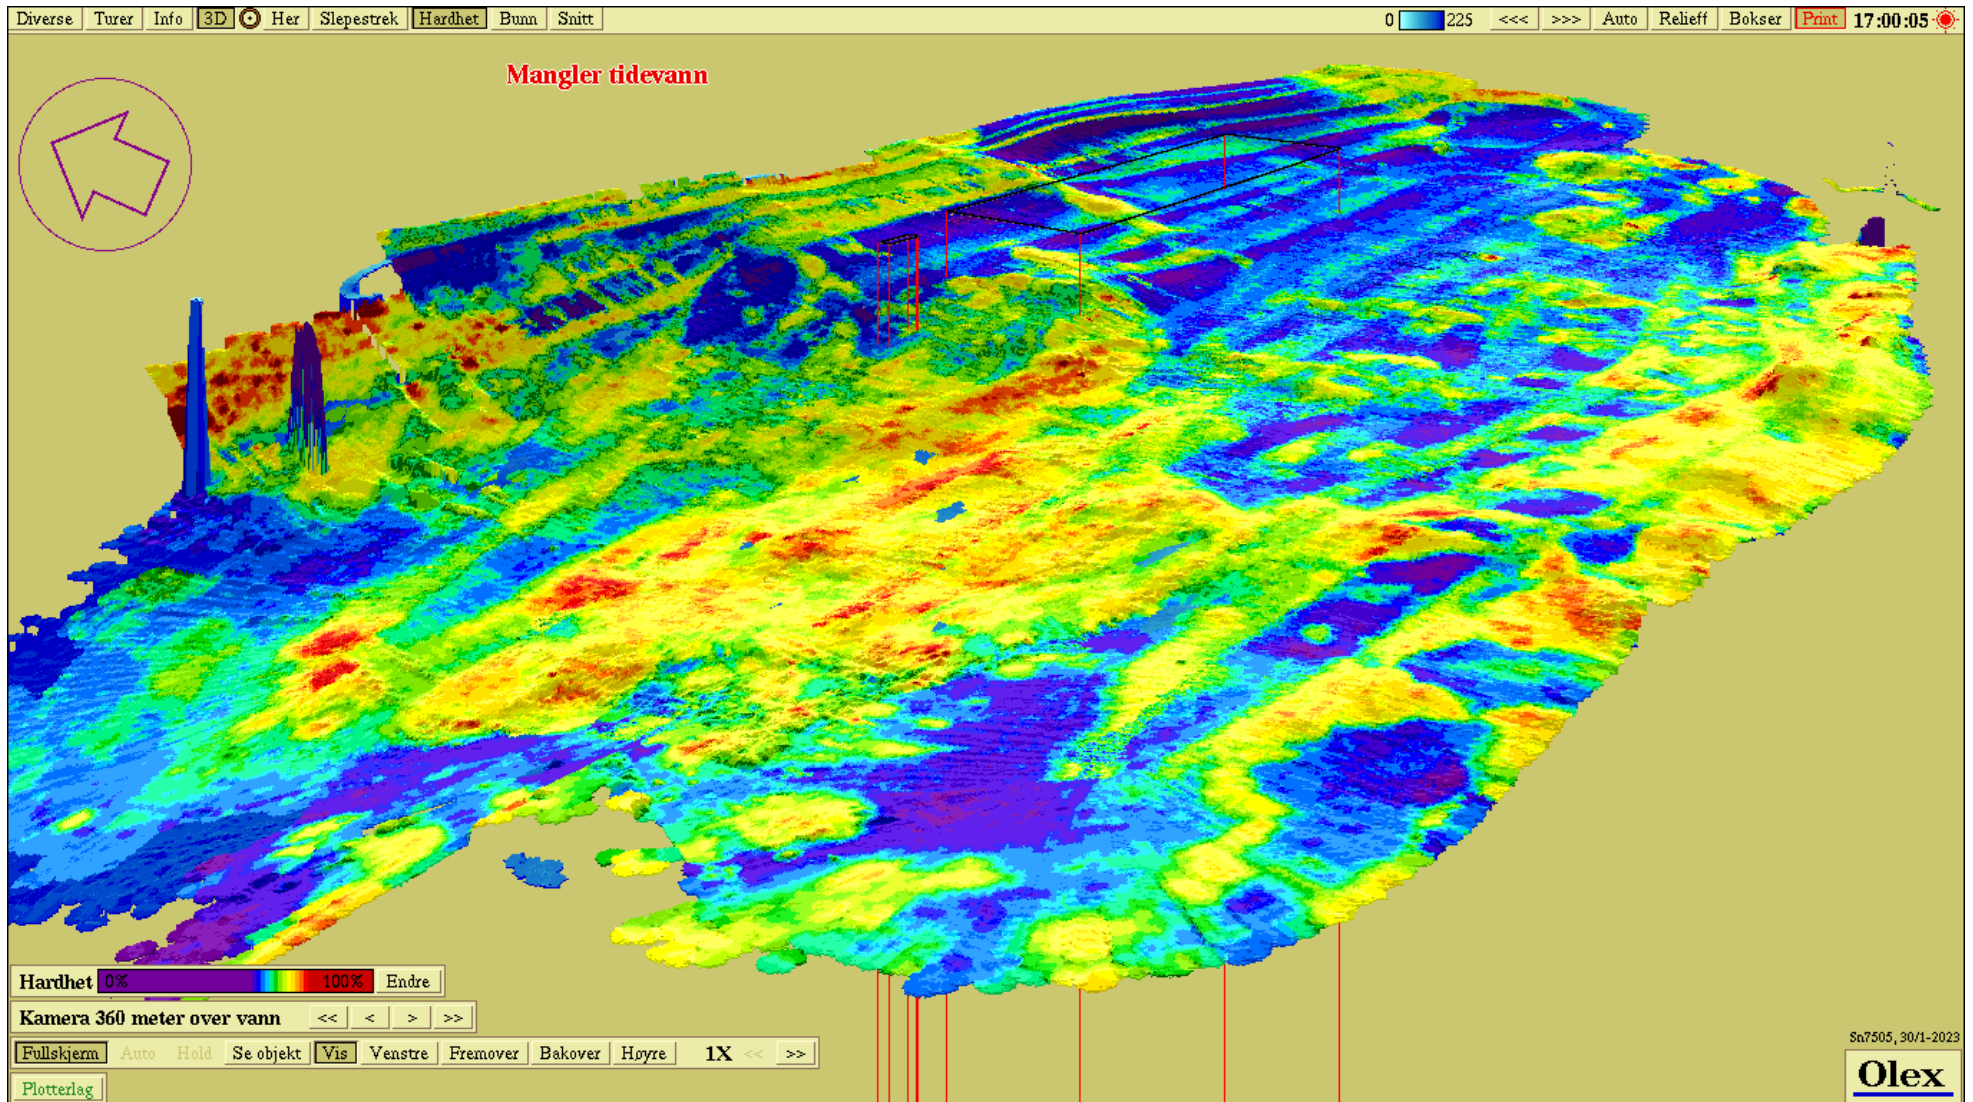 Diverse Turer Info 3D Her Slepestrek Hardhet Bunn Snitt 0 225 <<< >>> Auto Relieff Bokser Print 17:00:05
Mangler tidevann
Hardhet 0% 100% Endre
Kamera 360 meter over vann << < > >>
Sn7505, 30/1-2023
Fullskjerm Auto Hold Se objekt Vis Venstre Fremover Bakover Høyre 1X << >>
Olex
Plotterlag